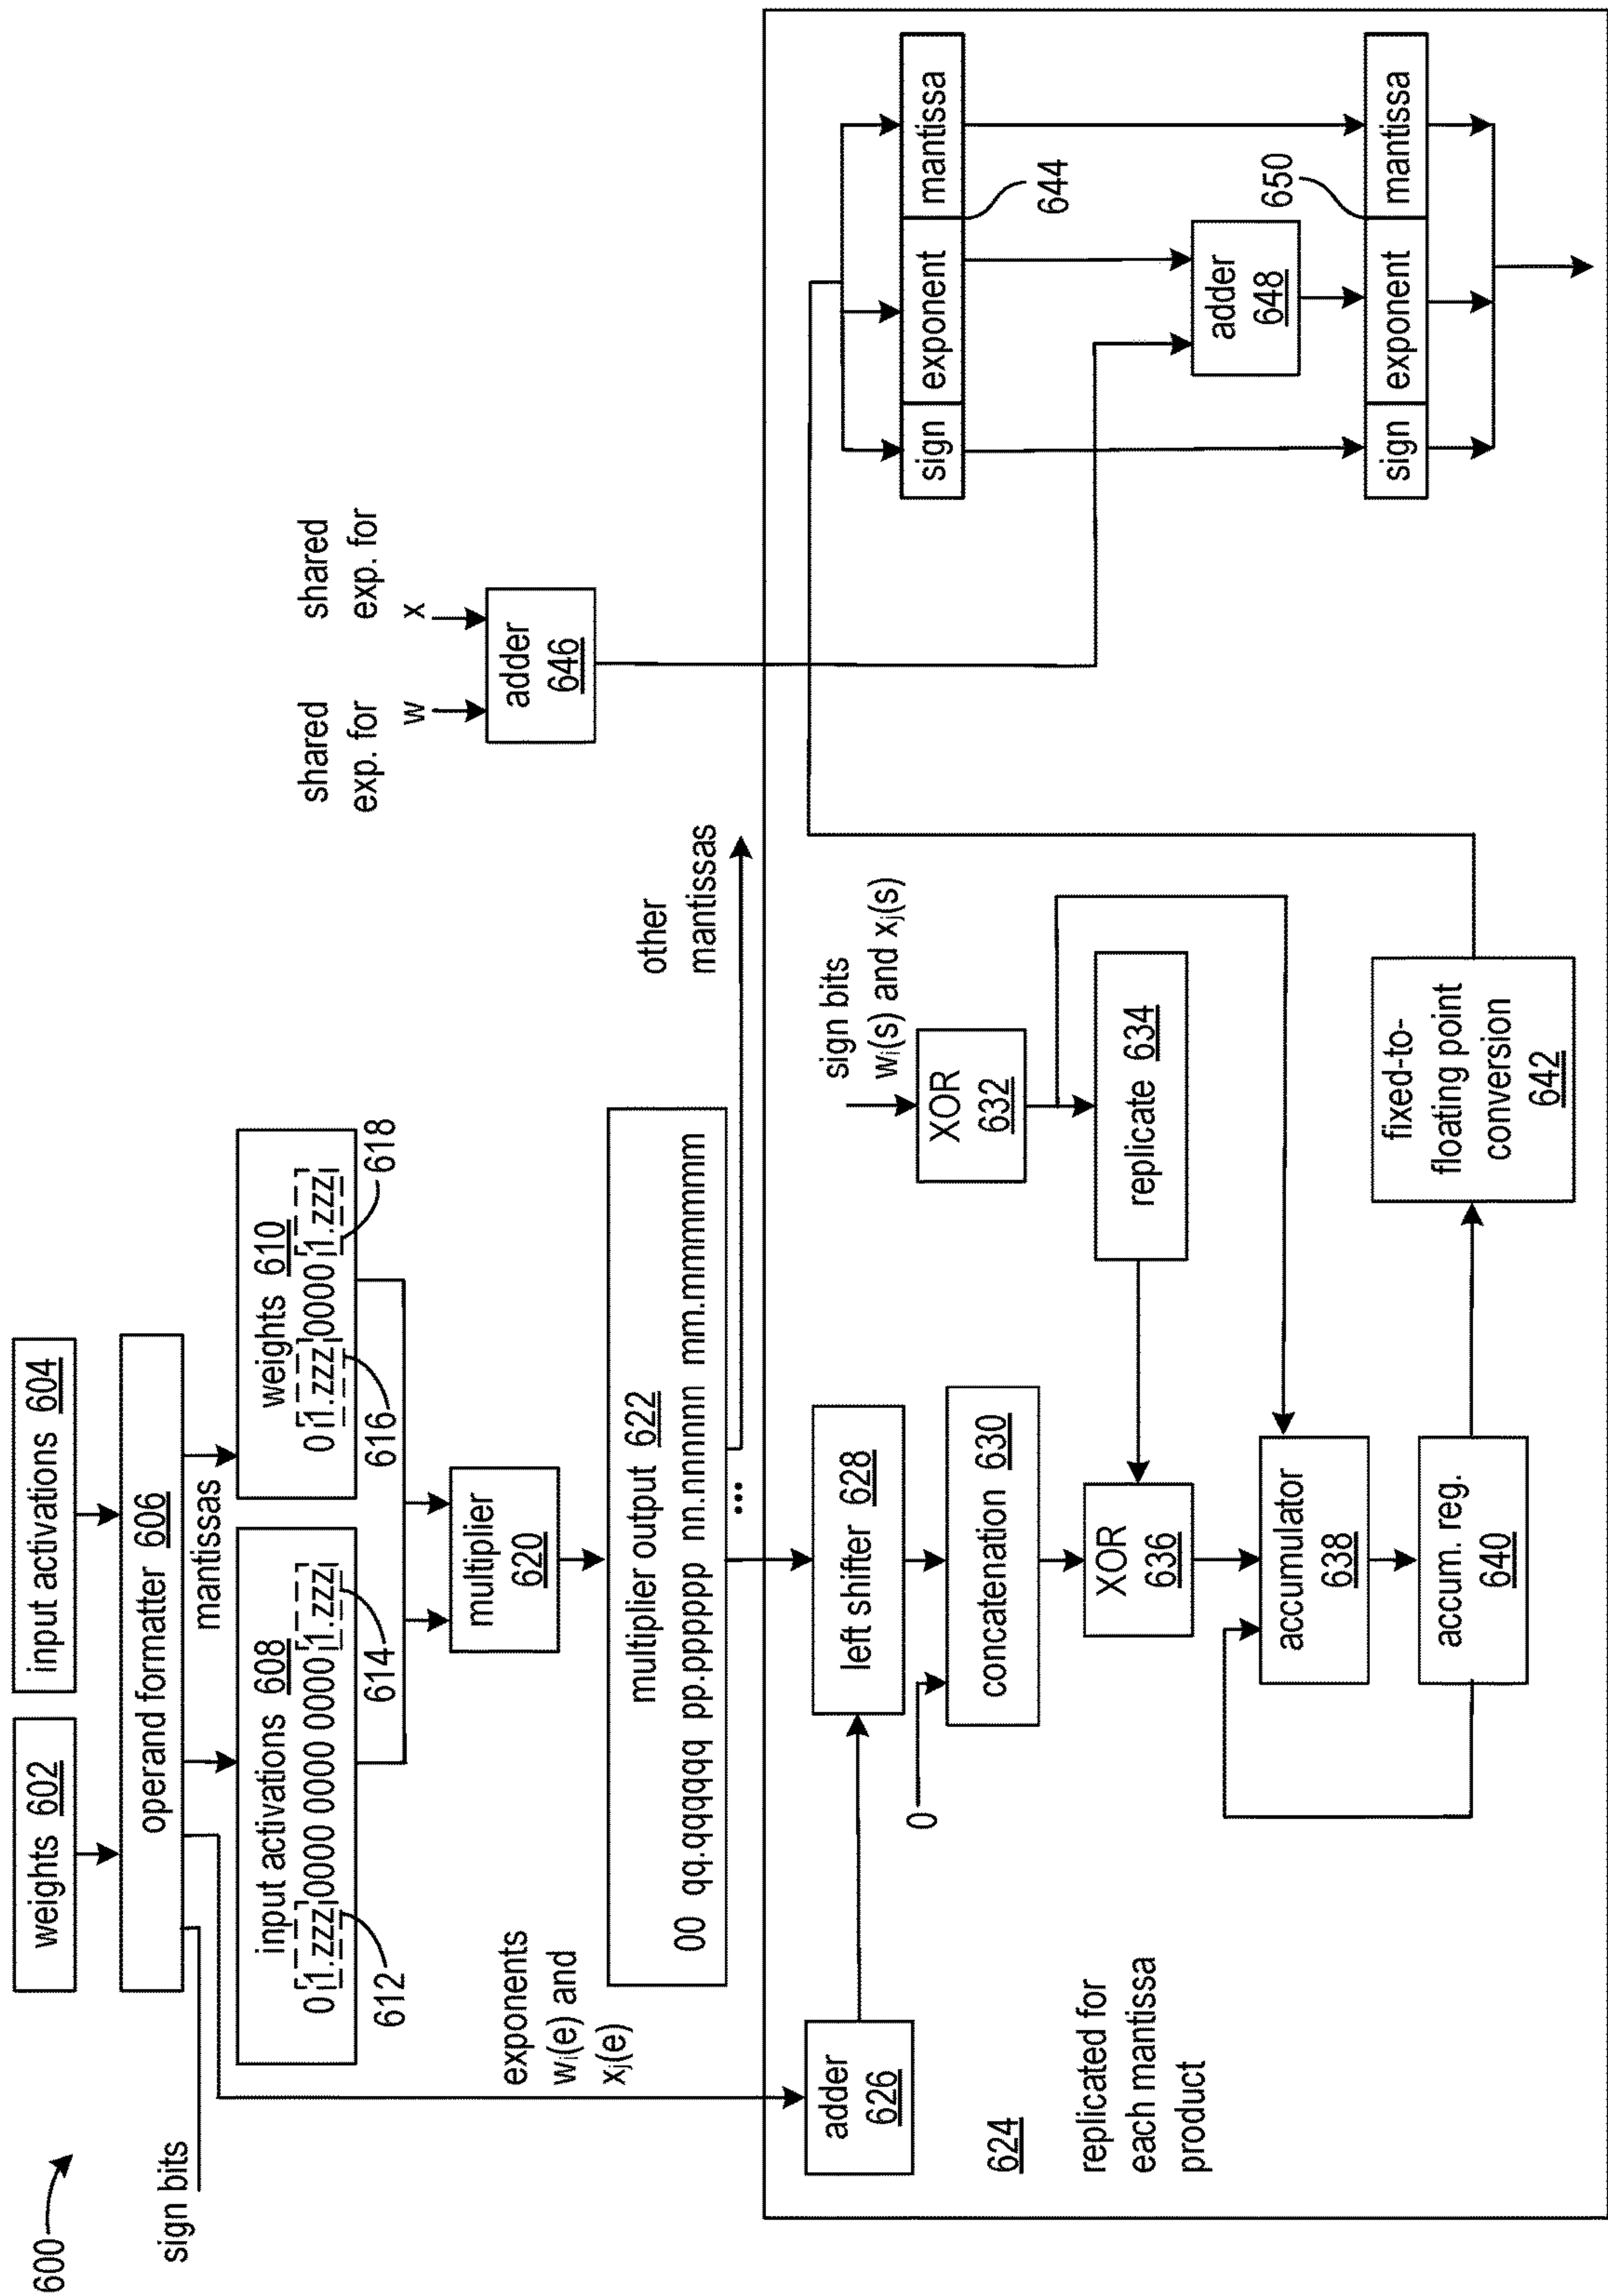 600
weights 602
input activations 604
operand formatter 606
sign bits
mantissas
input activations 608
0 1.zzz 0000 0000 0000 1.zzz
612
614
weights 610
0 1.zzz 0000 1.zzz
616
618
multiplier
620
exponents
wi(e) and
xj(e)
multiplier output 622
00 qq.qqqqqq pp.pppppp nn.nnnnnn mm.mmmmmm
...
other
mantissas
shared
exp. for
w
shared
exp. for
x
adder
646
adder
626
left shifter 628
0
concatenation 630
sign bits
wi(s) and xj(s)
XOR
632
replicate 634
XOR
636
accumulator
638
accum. reg.
640
fixed-to-
floating point
conversion
642
sign exponent mantissa
644
adder
648
650
sign exponent mantissa
624
replicated for
each mantissa
product